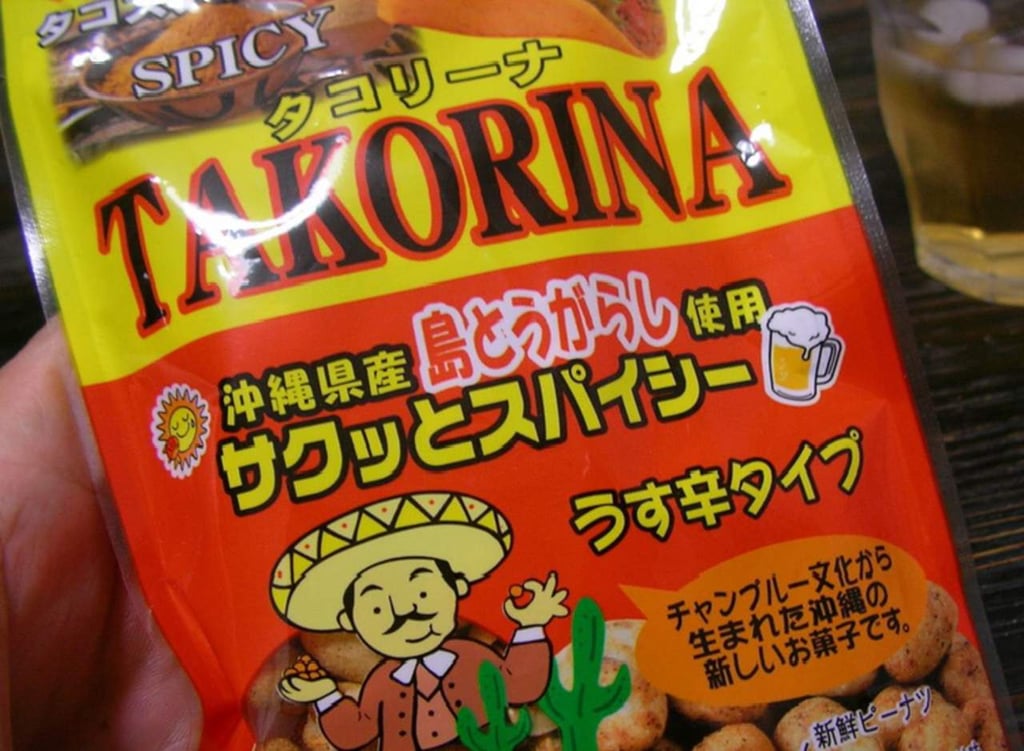 タコス
SPICY
タコリーナ
TAKORINA
沖縄県産島とうがらし使用
サクッとスパイシー
うす辛タイプ
チャンプルー文化から
生まれた沖縄の
新しいお菓子です。
新鮮ピーナツ